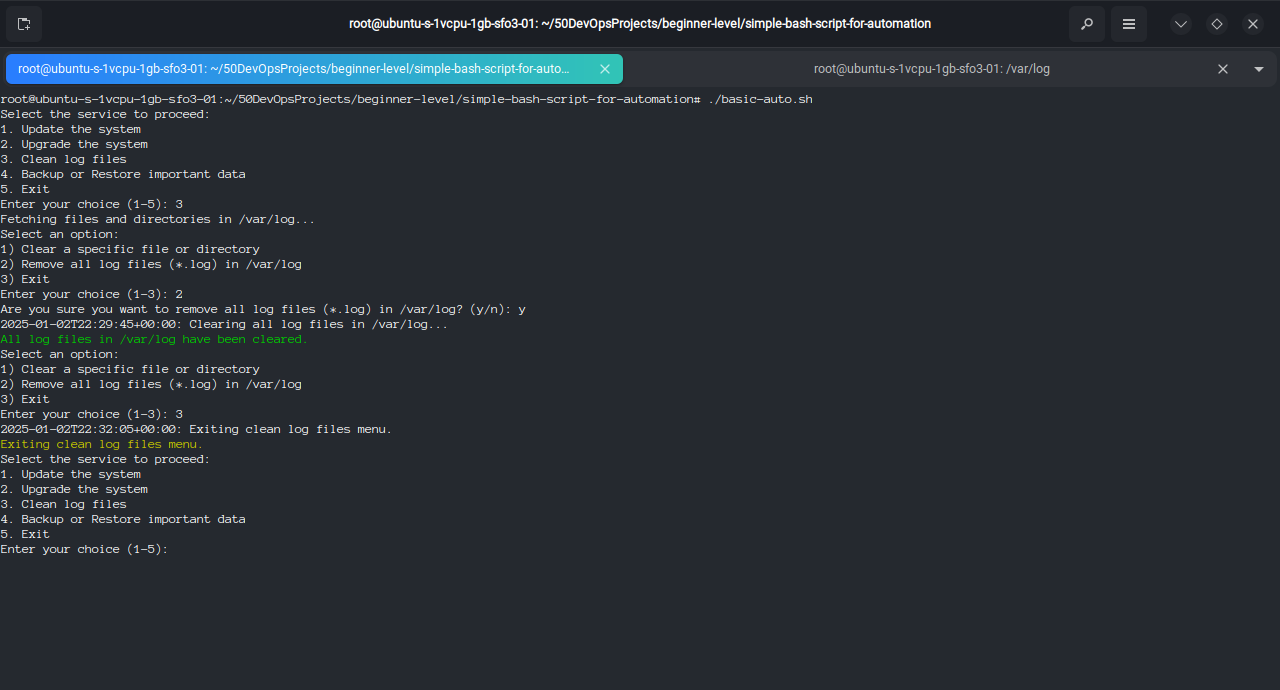 root@ubuntu-s-1vcpu-1gb-sfo3-01: ~/50DevOpsProjects/beginner-level/simple-bash-script-for-automation
root@ubuntu-s-1vcpu-1gb-sfo3-01: ~/50DevOpsProjects/beginner-level/simple-bash-script-for-auto...
root@ubuntu-s-1vcpu-1gb-sfo3-01: /var/log
root@ubuntu-s-1vcpu-1gb-sfo3-01:~/50DevOpsProjects/beginner-level/simple-bash-script-for-automation# ./basic-auto.sh
Select the service to proceed:
1. Update the system
2. Upgrade the system
3. Clean log files
4. Backup or Restore important data
5. Exit
Enter your choice (1-5): 3
Fetching files and directories in /var/log...
Select an option:
1) Clear a specific file or directory
2) Remove all log files (*.log) in /var/log
3) Exit
Enter your choice (1-3): 2
Are you sure you want to remove all log files (*.log) in /var/log? (y/n): y
2025-01-02T22:29:45+00:00: Clearing all log files in /var/log...
All log files in /var/log have been cleared.
Select an option:
1) Clear a specific file or directory
2) Remove all log files (*.log) in /var/log
3) Exit
Enter your choice (1-3): 3
2025-01-02T22:32:05+00:00: Exiting clean log files menu.
Exiting clean log files menu.
Select the service to proceed:
1. Update the system
2. Upgrade the system
3. Clean log files
4. Backup or Restore important data
5. Exit
Enter your choice (1-5):